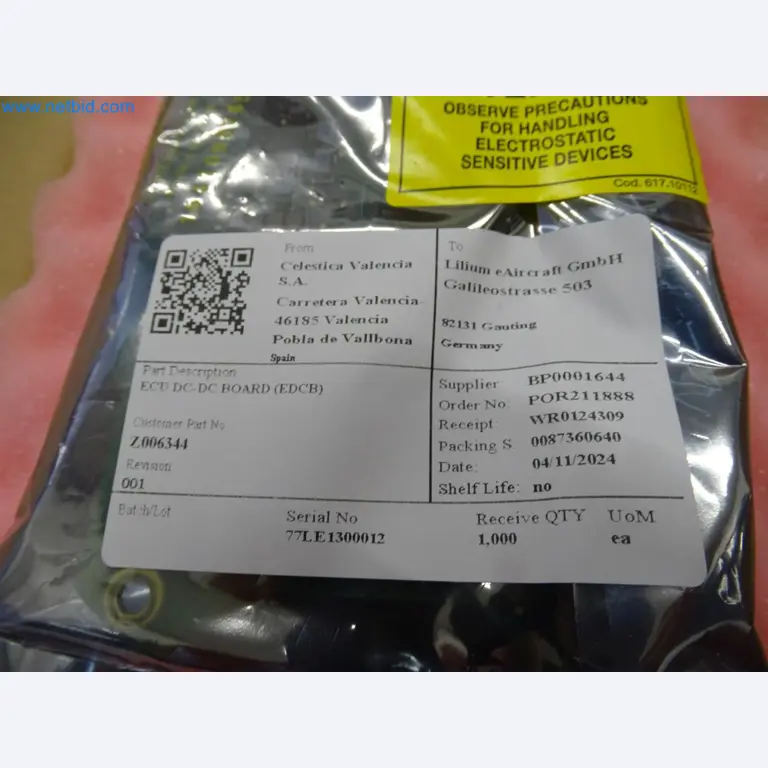 www.netbid.com
OBSERVE PRECAUTIONS
FOR HANDLING
ELECTROSTATIC
SENSITIVE DEVICES
Cod. 617.10112
From
Celestica Valencia
S.A.
Carretera Valencia-
46185 Valencia
Pobla de Vallbona
Spain
To
Lilium eAircraft GmbH
Galileostrasse 503
82131 Gauting
Germany
Part Description
ECU DC-DC BOARD (EDCB)
Customer Part No
Z006344
Revision
001
Supplier: BP0001644
Order No: POR211888
Receipt: WR0124309
Packing S 0087360640
Date: 04/11/2024
Shelf Life: no
Batch/Lot
Serial No
77LE1300012
Receive QTY
1,000
UoM
ea